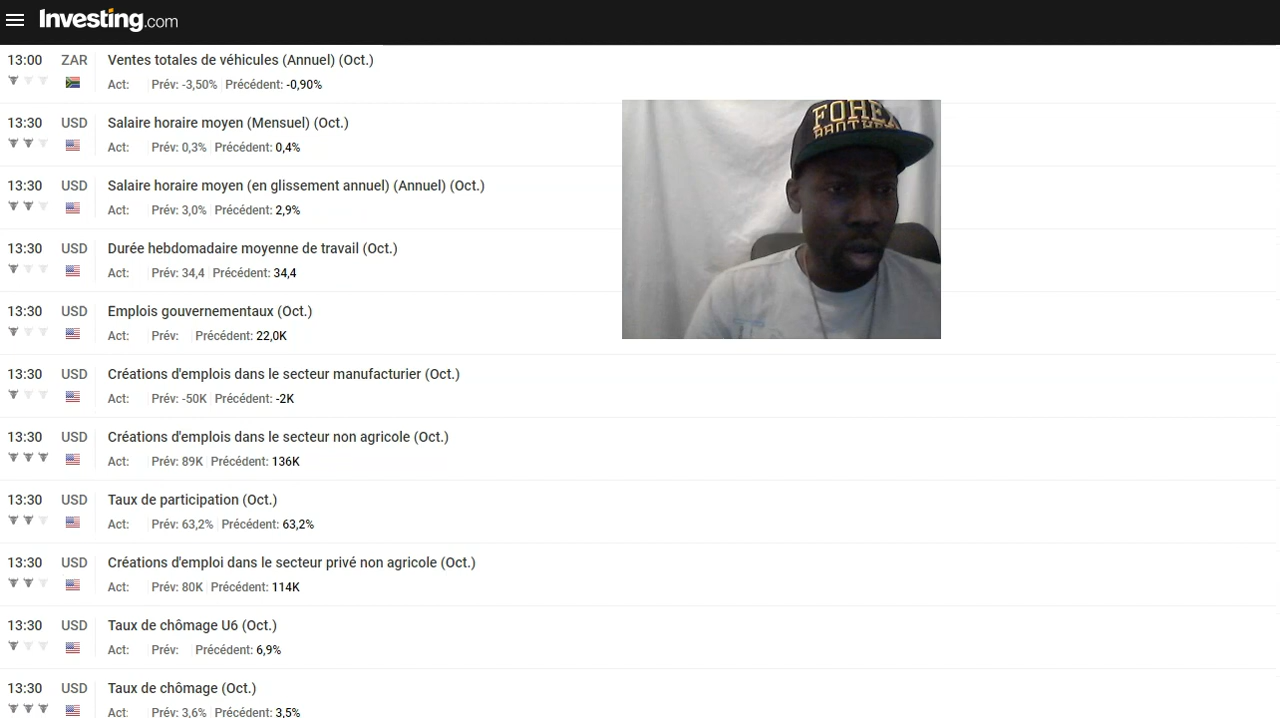 Investing.com
13:00 ZAR Ventes totales de véhicules (Annuel) (Oct.)
Act: Prév: -3,50% Précédent: -0,90%
13:30 USD Salaire horaire moyen (Mensuel) (Oct.)
Act: Prév: 0,3% Précédent: 0,4%
13:30 USD Salaire horaire moyen (en glissement annuel) (Annuel) (Oct.)
Act: Prév: 3,0% Précédent: 2,9%
13:30 USD Durée hebdomadaire moyenne de travail (Oct.)
Act: Prév: 34,4 Précédent: 34,4
13:30 USD Emplois gouvernementaux (Oct.)
Act: Prév: Précédent: 22,0K
13:30 USD Créations d'emplois dans le secteur manufacturier (Oct.)
Act: Prév: -50K Précédent: -2K
13:30 USD Créations d'emplois dans le secteur non agricole (Oct.)
Act: Prév: 89K Précédent: 136K
13:30 USD Taux de participation (Oct.)
Act: Prév: 63,2% Précédent: 63,2%
13:30 USD Créations d'emploi dans le secteur privé non agricole (Oct.)
Act: Prév: 80K Précédent: 114K
13:30 USD Taux de chômage U6 (Oct.)
Act: Prév: Précédent: 6,9%
13:30 USD Taux de chômage (Oct.)
Act: Prév: 3,6% Précédent: 3,5%